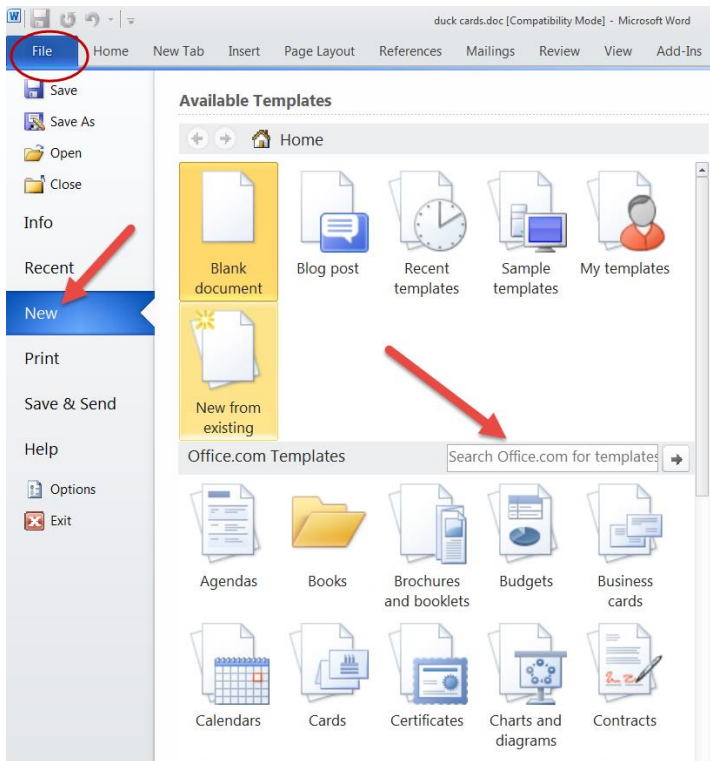 duck cards.doc [Compatibility Mode] - Microsoft Word
File Home New Tab Insert Page Layout References Mailings Review View Add-Ins
Save
Save As
Open
Close
Info
Recent
New
Print
Save & Send
Help
Options
Exit
Available Templates
Home
Blank document
Blog post
Recent templates
Sample templates
My templates
New from existing
Office.com Templates
Search Office.com for templates
Agendas
Books
Brochures and booklets
Budgets
Business cards
Calendars
Cards
Certificates
Charts and diagrams
Contracts